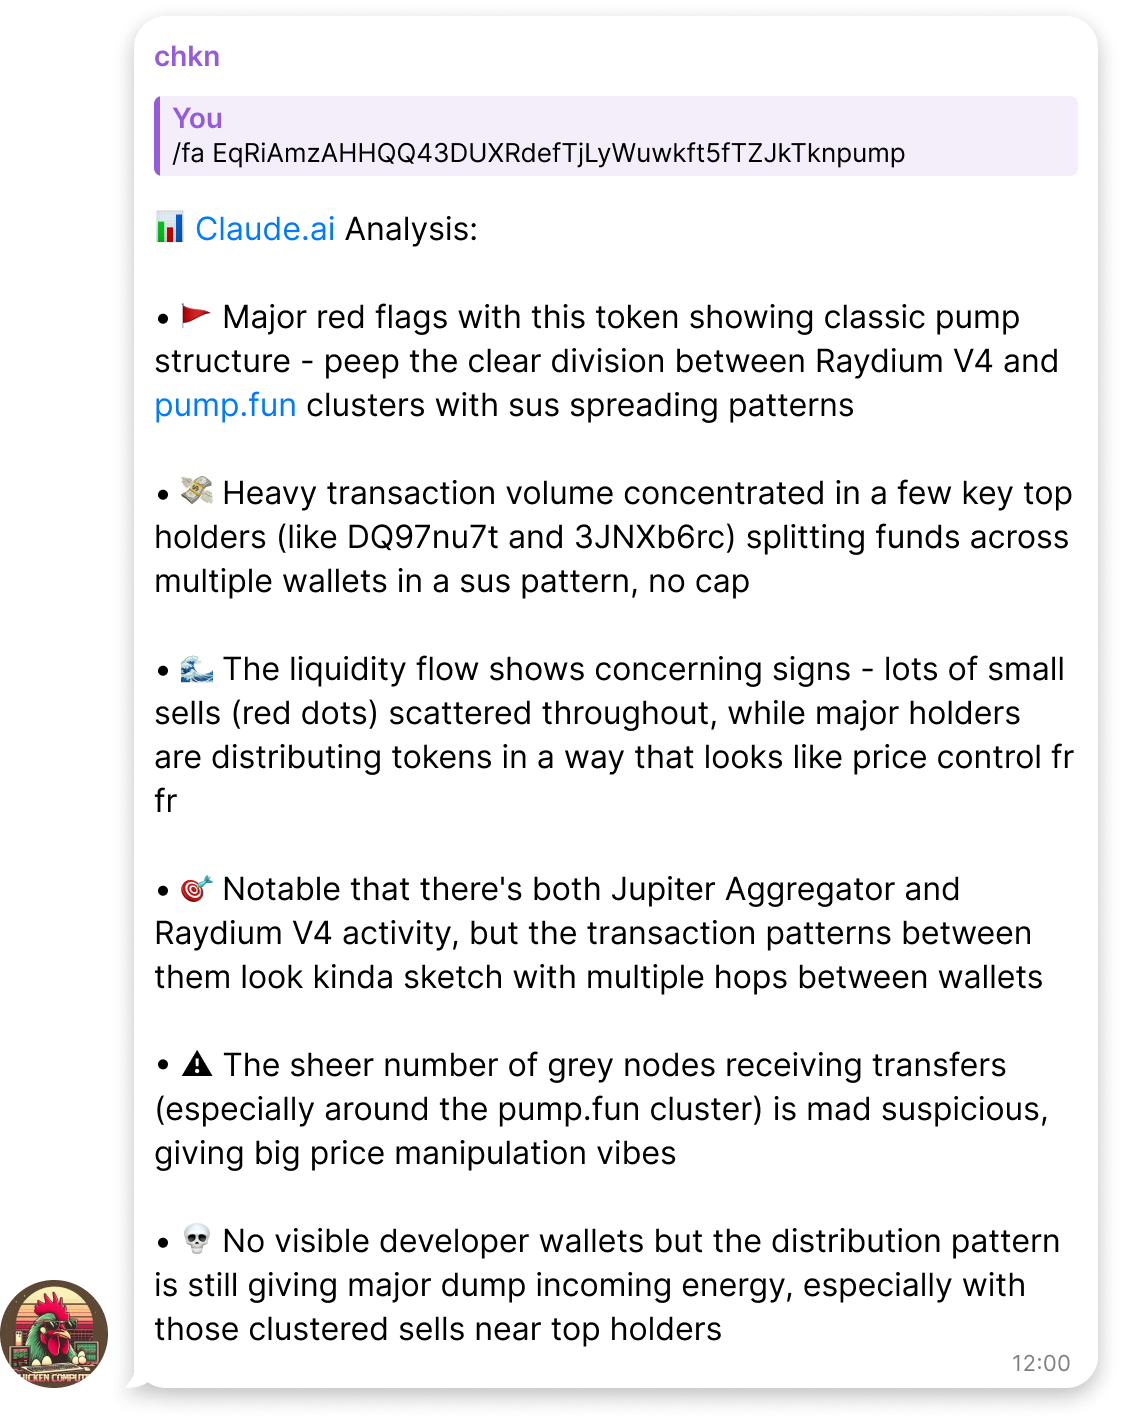 chkn
You
/fa EqRiAmzAHHQQ43DUXRdefTjLyWuwkft5fTZJkTknpump
📊 Claude.ai Analysis:
• 🚩 Major red flags with this token showing classic pump
structure - peep the clear division between Raydium V4 and
pump.fun clusters with sus spreading patterns
• 💸 Heavy transaction volume concentrated in a few key top
holders (like DQ97nu7t and 3JNXb6rc) splitting funds across
multiple wallets in a sus pattern, no cap
• 🌊 The liquidity flow shows concerning signs - lots of small
sells (red dots) scattered throughout, while major holders
are distributing tokens in a way that looks like price control fr
fr
• 🎯 Notable that there's both Jupiter Aggregator and
Raydium V4 activity, but the transaction patterns between
them look kinda sketch with multiple hops between wallets
• ⚠ The sheer number of grey nodes receiving transfers
(especially around the pump.fun cluster) is mad suspicious,
giving big price manipulation vibes
• 💀 No visible developer wallets but the distribution pattern
is still giving major dump incoming energy, especially with
those clustered sells near top holders
12:00